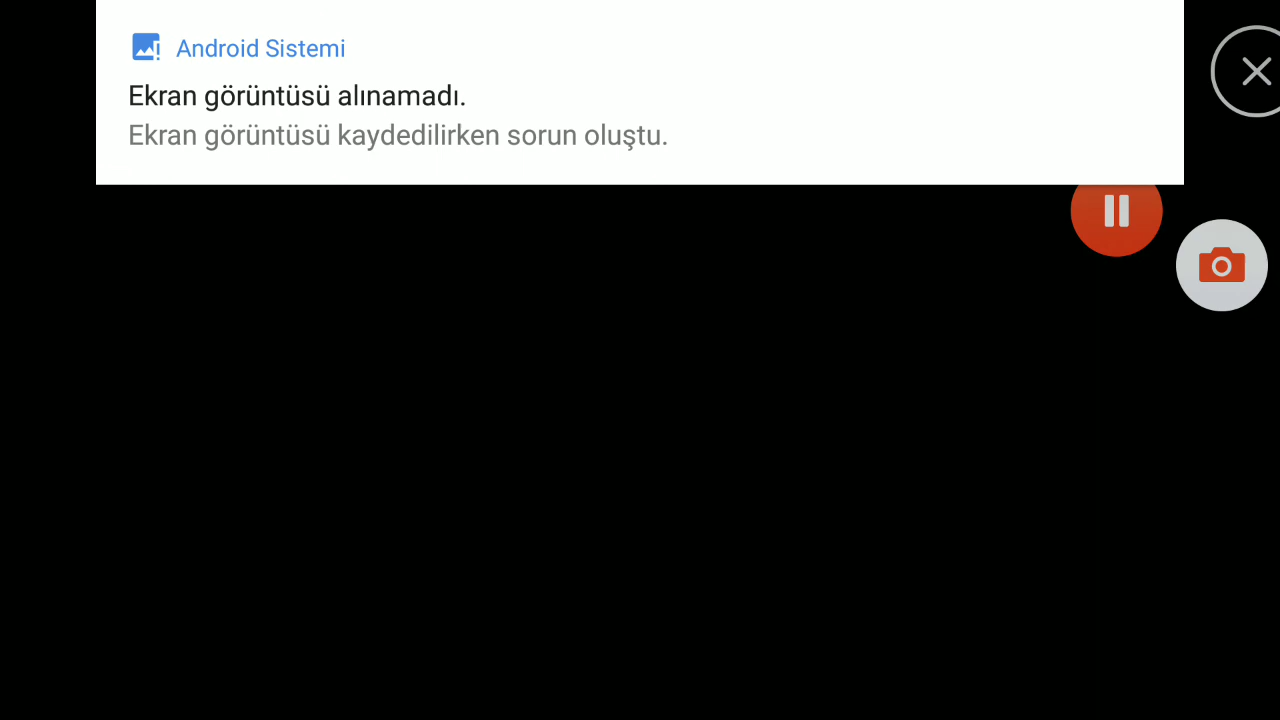 Android Sistemi
Ekran görüntüsü alınamadı.
Ekran görüntüsü kaydedilirken sorun oluştu.